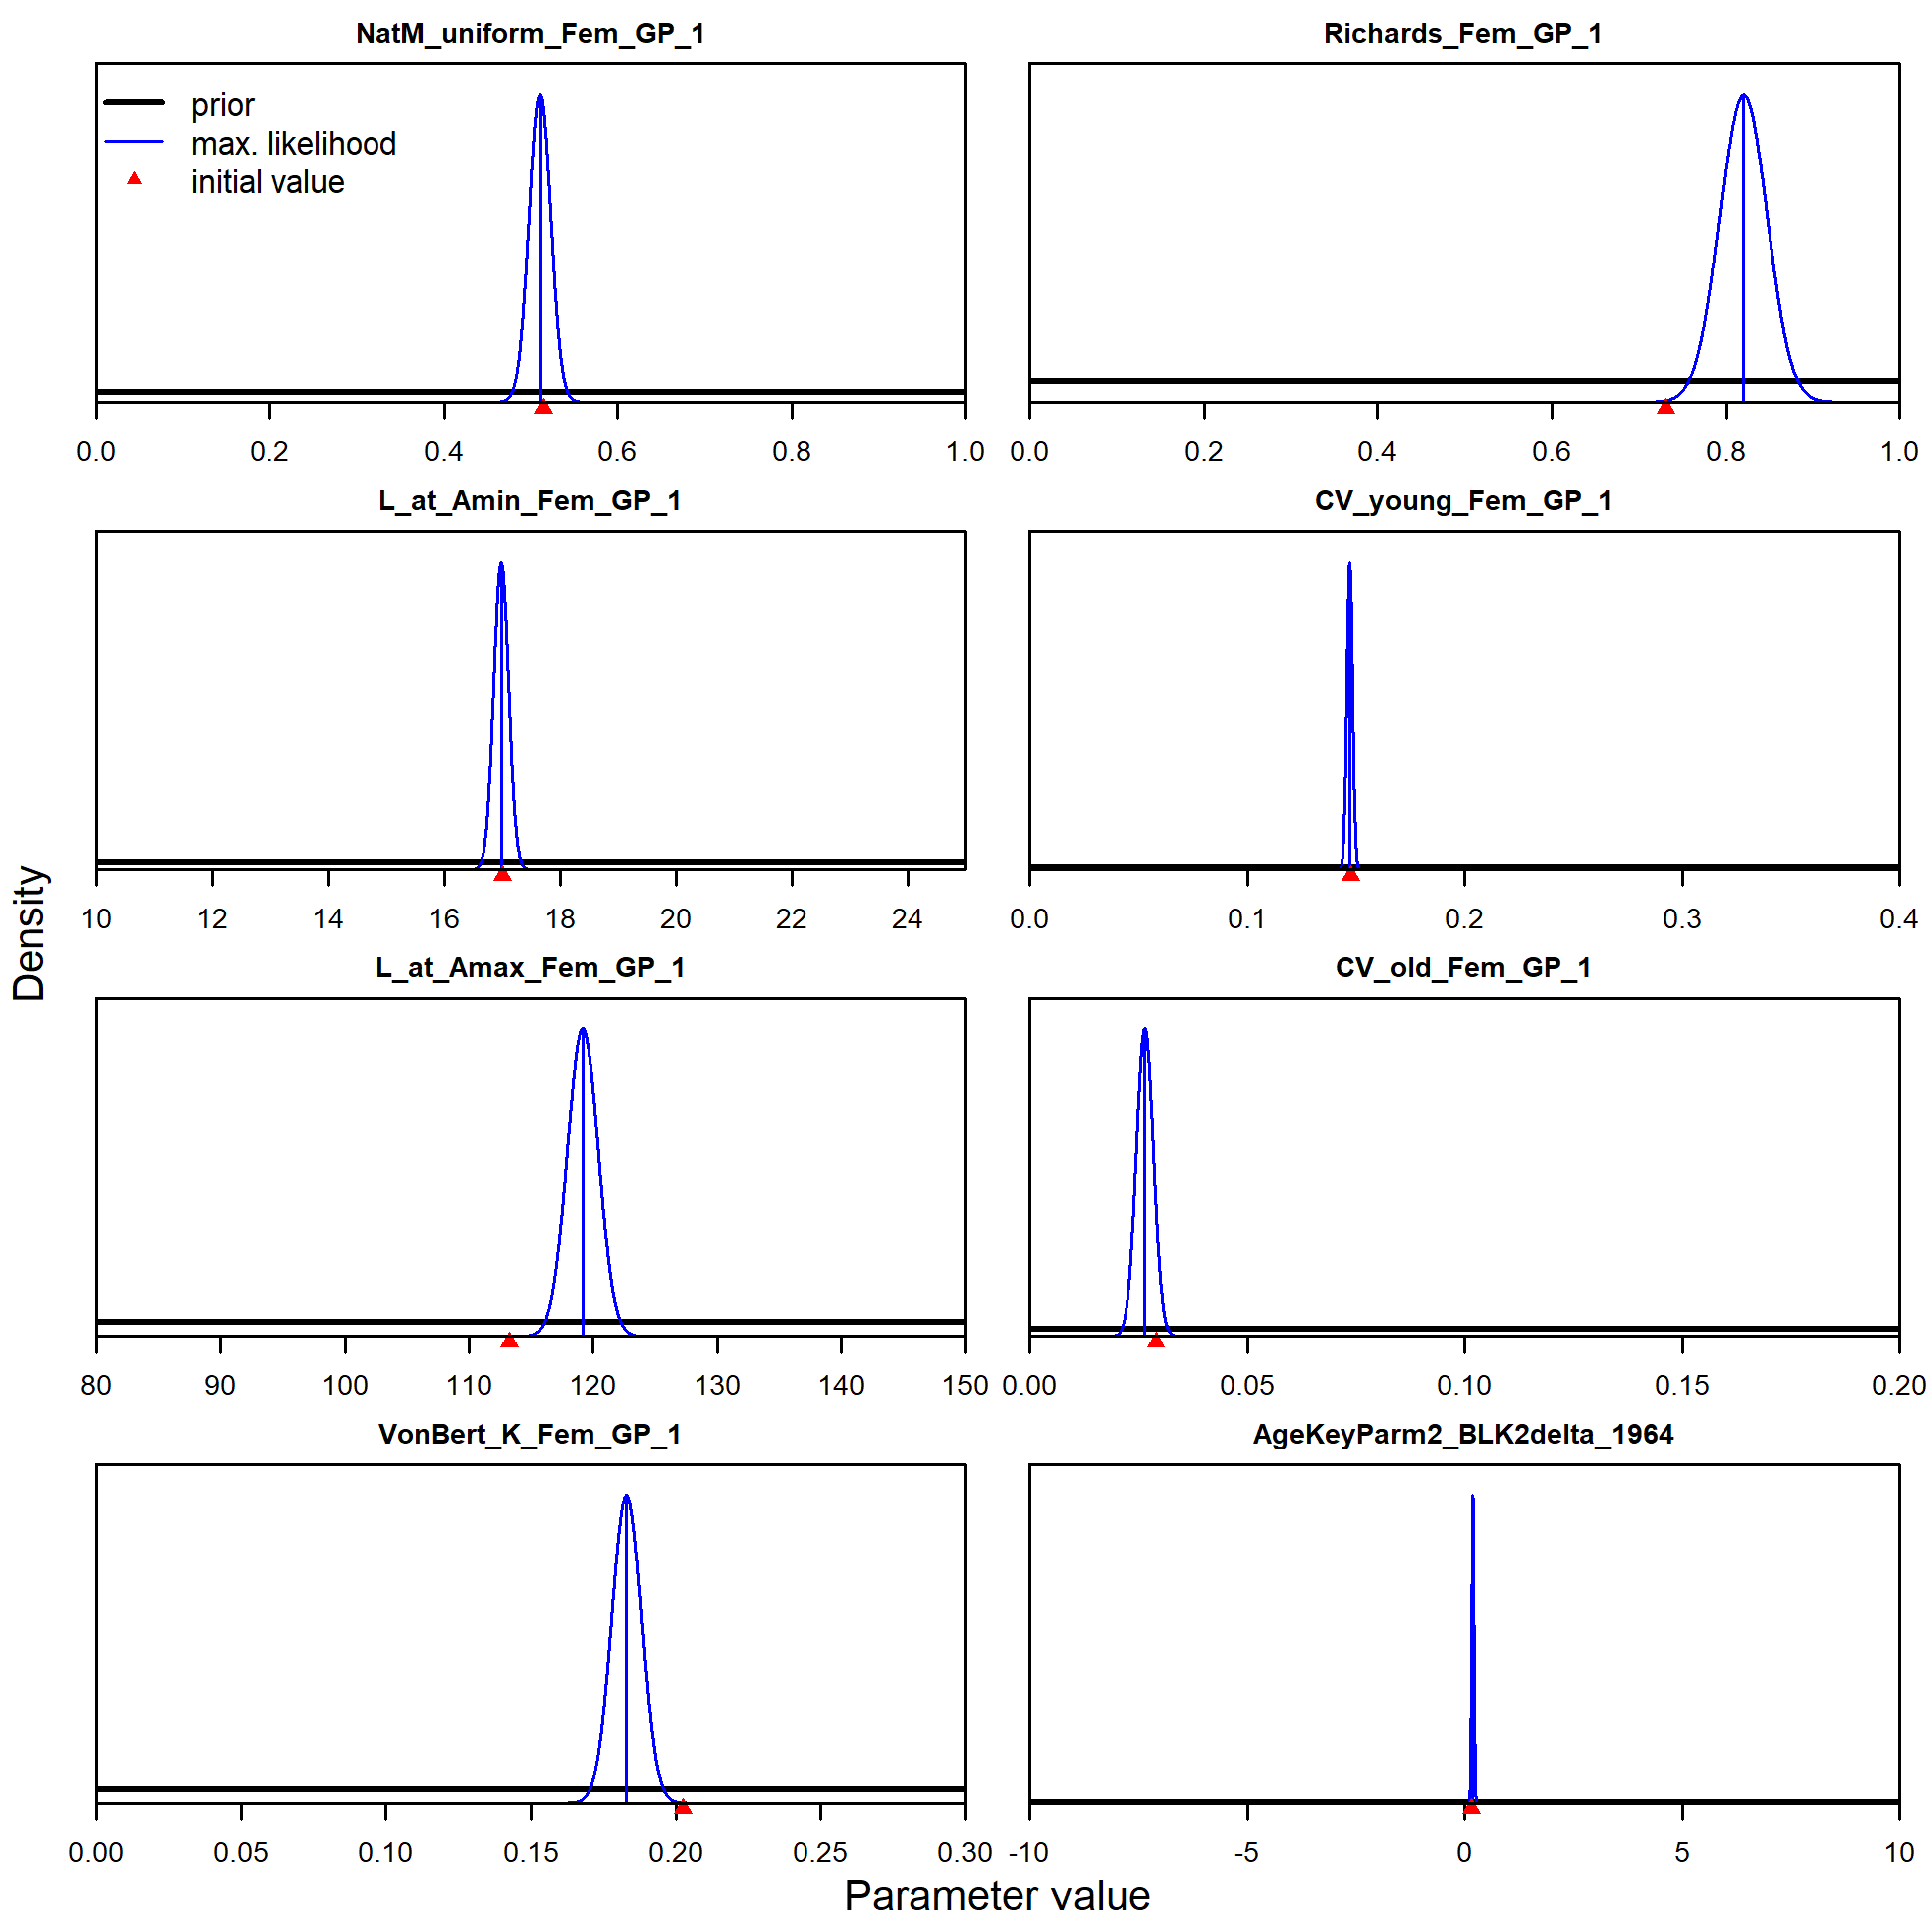 NatM_uniform_Fem_GP_1
prior
max. likelihood
initial value
0.0 0.2 0.4 0.6 0.8 1.0
Richards_Fem_GP_1
0.0 0.2 0.4 0.6 0.8 1.0
L_at_Amin_Fem_GP_1
10 12 14 16 18 20 22 24
CV_young_Fem_GP_1
0.0 0.1 0.2 0.3 0.4
L_at_Amax_Fem_GP_1
80 90 100 110 120 130 140 150
CV_old_Fem_GP_1
0.00 0.05 0.10 0.15 0.20
VonBert_K_Fem_GP_1
0.00 0.05 0.10 0.15 0.20 0.25 0.30
AgeKeyParm2_BLK2delta_1964
-10 -5 0 5 10
Density
Parameter value